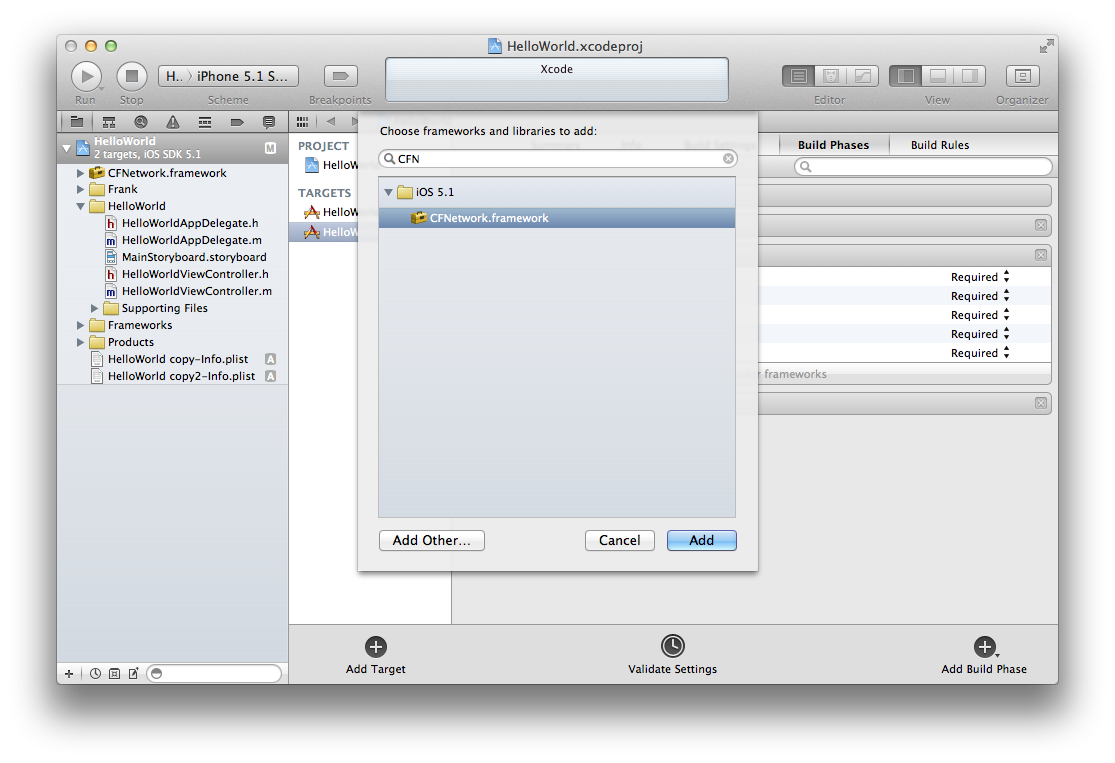 HelloWorld.xcodeproj
H.. 〉 iPhone 5.1 S...
Xcode
Run
Stop
Scheme
Breakpoints
Editor
View
Organizer
HelloWorld
2 targets, iOS SDK 5.1
M
CFNetwork.framework
Frank
HelloWorld
HelloWorldAppDelegate.h
HelloWorldAppDelegate.m
MainStoryboard.storyboard
HelloWorldViewController.h
HelloWorldViewController.m
Supporting Files
Frameworks
Products
HelloWorld copy-Info.plist
A
HelloWorld copy2-Info.plist
A
PROJECT
HelloW
TARGETS
HelloW
HelloW
Choose frameworks and libraries to add:
CFN
iOS 5.1
CFNetwork.framework
Add Other...
Cancel
Add
Build Phases
Build Rules
Required
Required
Required
Required
Required
frameworks
Add Target
Validate Settings
Add Build Phase